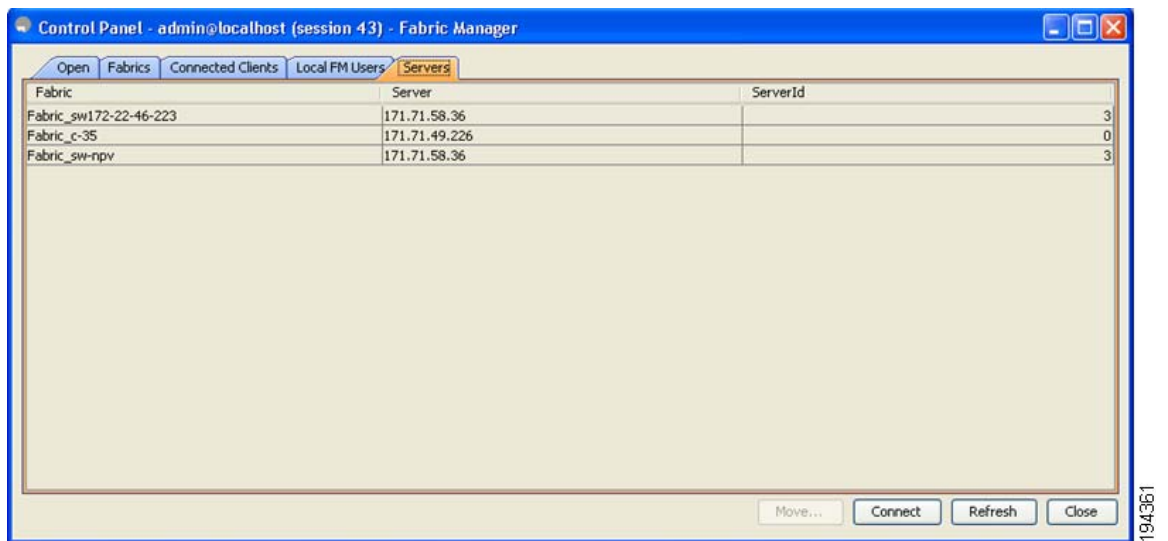 Control Panel - admin@localhost (session 43) - Fabric Manager
Open Fabrics Connected Clients Local FM Users Servers
Fabric Server ServerId
Fabric_sw172-22-46-223 171.71.58.36 3
Fabric_c-35 171.71.49.226 0
Fabric_sw-npv 171.71.58.36 3
Move... Connect Refresh Close
194361